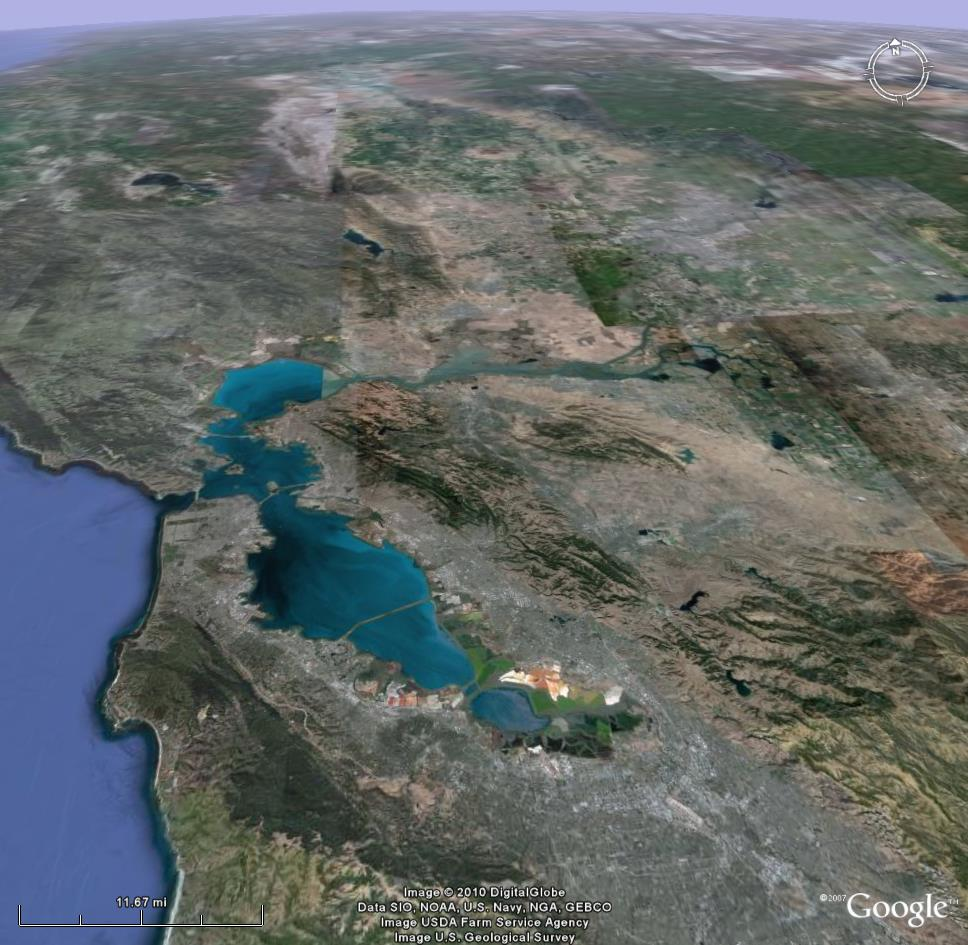 N
11.67 mi
Image © 2010 DigitalGlobe
Data SIO, NOAA, U.S. Navy, NGA, GEBCO
Image USDA Farm Service Agency
Image U.S. Geological Survey
©2007 Google™